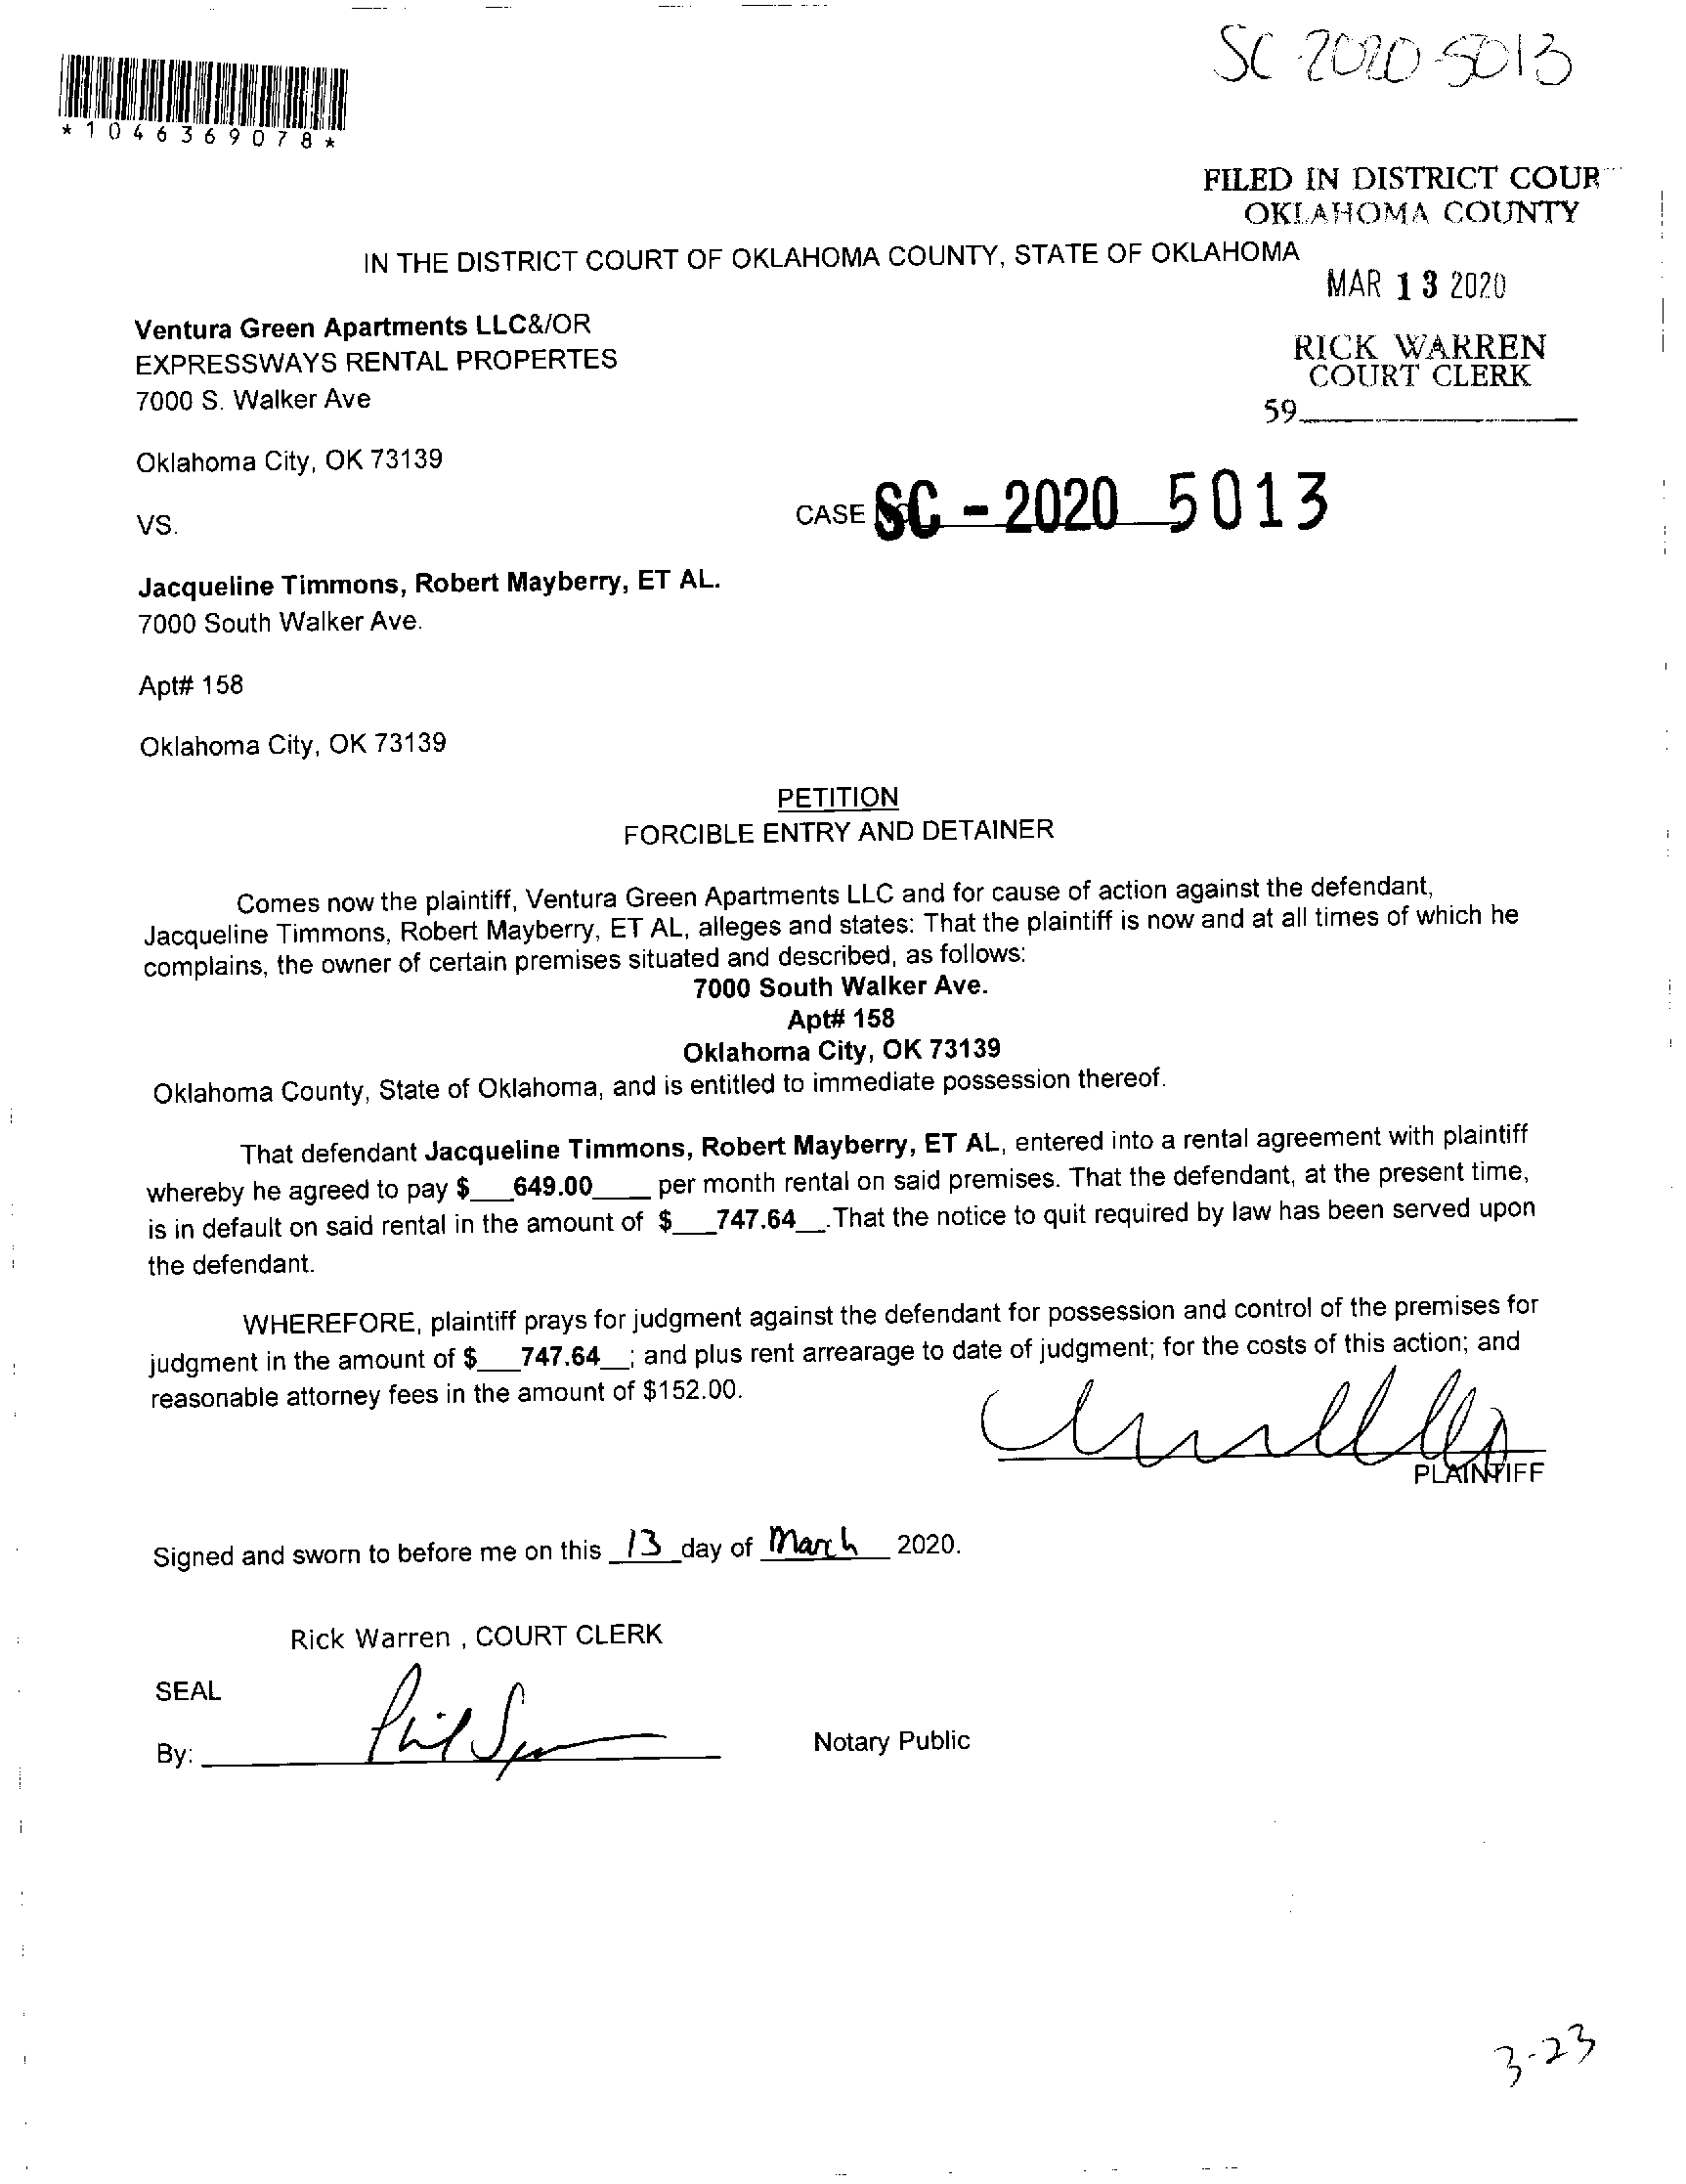 SC-2020-5013
*1046369078*
FILED IN DISTRICT COUR
OKLAHOMA COUNTY
IN THE DISTRICT COURT OF OKLAHOMA COUNTY, STATE OF OKLAHOMA
MAR 13 2020
Ventura Green Apartments LLC&/OR
EXPRESSWAYS RENTAL PROPERTES
RICK WARREN
COURT CLERK
7000 S. Walker Ave
59
Oklahoma City, OK 73139
CASE SC - 2020 5013
VS.
Jacqueline Timmons, Robert Mayberry, ET AL.
7000 South Walker Ave.
Apt# 158
Oklahoma City, OK 73139
PETITION
FORCIBLE ENTRY AND DETAINER
Comes now the plaintiff, Ventura Green Apartments LLC and for cause of action against the defendant,
Jacqueline Timmons, Robert Mayberry, ET AL, alleges and states: That the plaintiff is now and at all times of which he
complains, the owner of certain premises situated and described, as follows:
7000 South Walker Ave.
Apt# 158
Oklahoma City, OK 73139
Oklahoma County, State of Oklahoma, and is entitled to immediate possession thereof.
That defendant Jacqueline Timmons, Robert Mayberry, ET AL, entered into a rental agreement with plaintiff
whereby he agreed to pay $___649.00____ per month rental on said premises. That the defendant, at the present time,
is in default on said rental in the amount of $___747.64__.That the notice to quit required by law has been served upon
the defendant.
WHEREFORE, plaintiff prays for judgment against the defendant for possession and control of the premises for
judgment in the amount of $___747.64__; and plus rent arrearage to date of judgment; for the costs of this action; and
reasonable attorney fees in the amount of $152.00.
PLAINTIFF
Signed and sworn to before me on this 13 day of March 2020.
Rick Warren , COURT CLERK
SEAL
By:
Notary Public
3-23